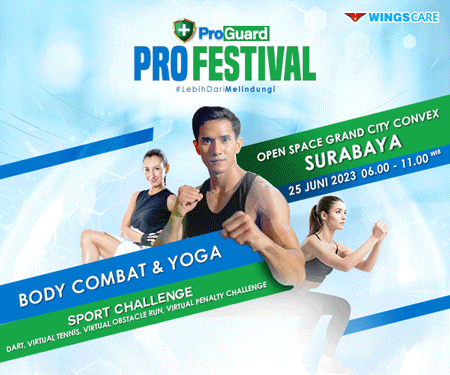 WINGSCARE
ProGuard
PRO FESTIVAL
#LebihDariMelindungi
OPEN SPACE GRAND CITY CONVEX
SURABAYA
25 JUNI 2023 06.00 - 11.00 WIB
BODY COMBAT & YOGA
SPORT CHALLENGE
DART, VIRTUAL TENNIS, VIRTUAL OBSTACLE RUN, VIRTUAL PENALTY CHALLENGE